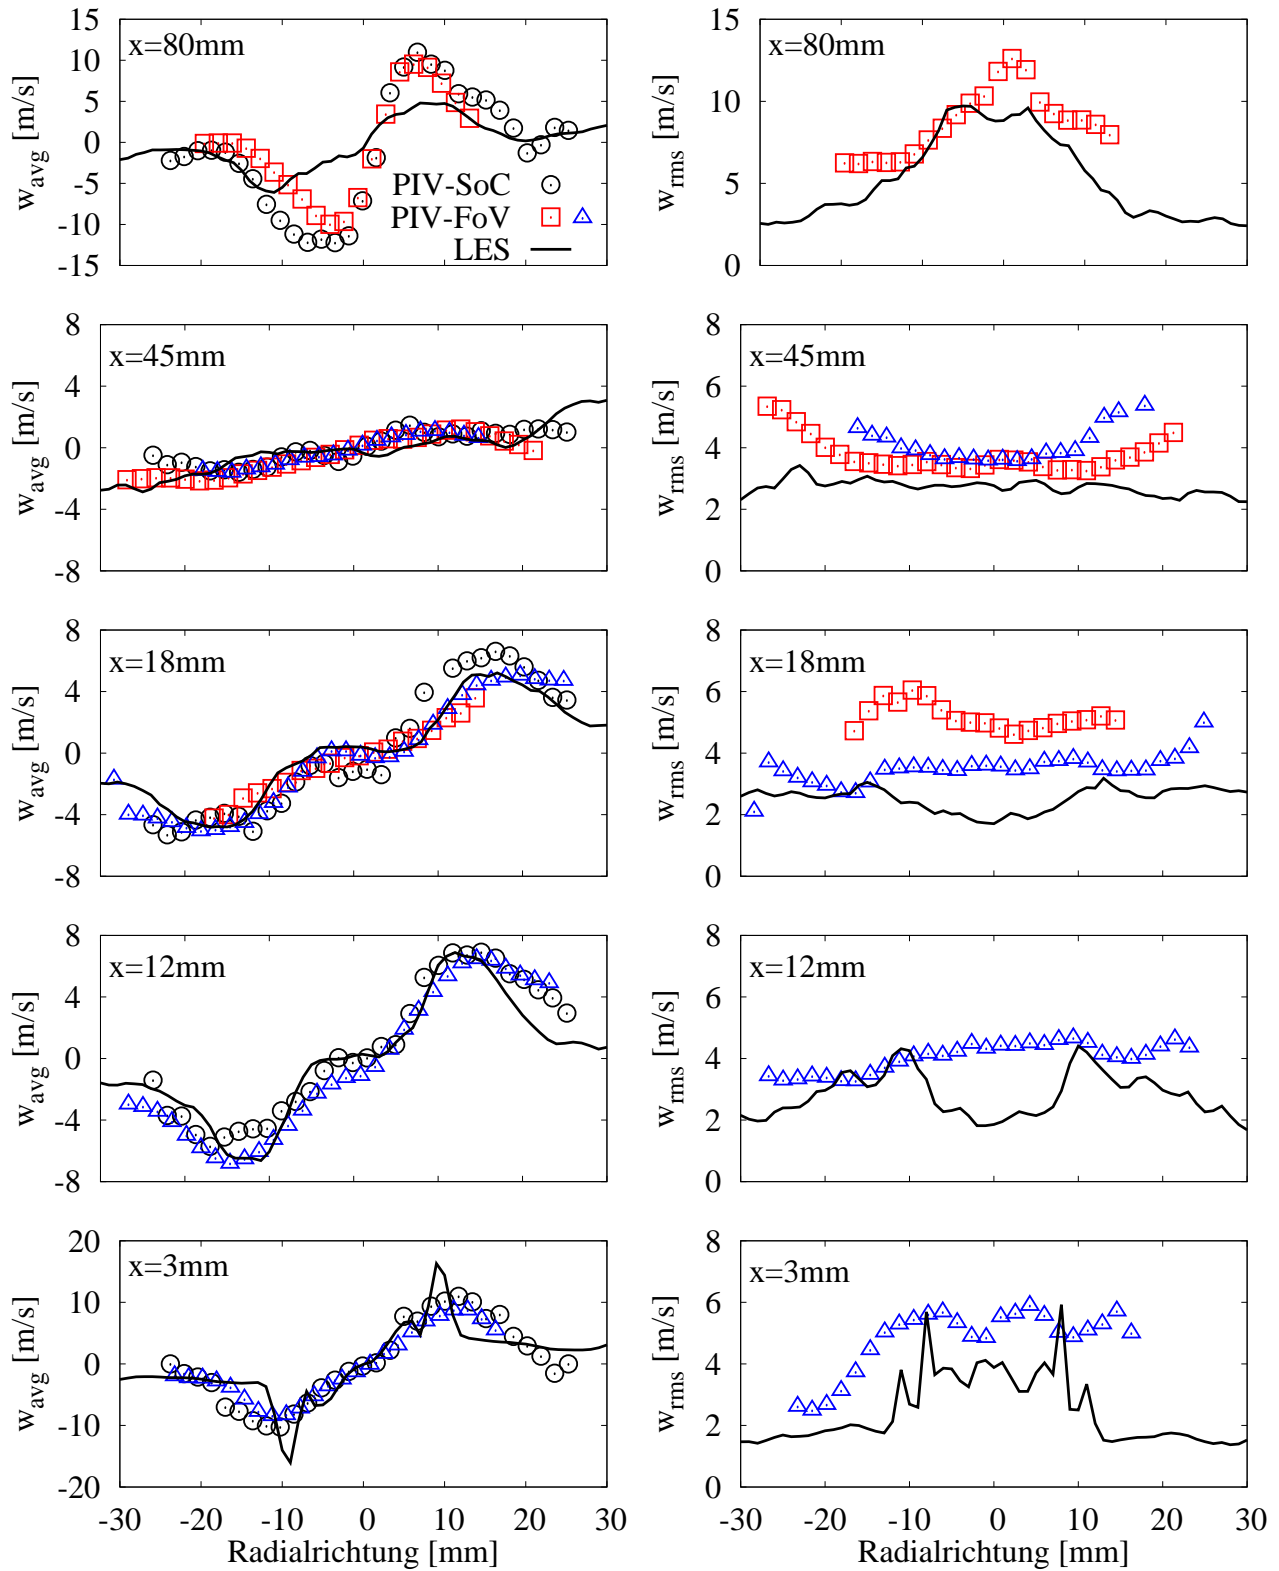 15
10
5
0
-5
-10
-15
w_avg [m/s]
x=80mm
PIV-SoC
PIV-FoV
LES
15
10
5
0
w_rms [m/s]
x=80mm
8
4
0
-4
-8
w_avg [m/s]
x=45mm
8
6
4
2
0
w_rms [m/s]
x=45mm
8
4
0
-4
-8
w_avg [m/s]
x=18mm
8
6
4
2
0
w_rms [m/s]
x=18mm
8
4
0
-4
-8
w_avg [m/s]
x=12mm
8
6
4
2
0
w_rms [m/s]
x=12mm
20
10
0
-10
-20
w_avg [m/s]
x=3mm
-30 -20 -10 0 10 20 30
Radialrichtung [mm]
8
6
4
2
0
w_rms [m/s]
x=3mm
-30 -20 -10 0 10 20 30
Radialrichtung [mm]